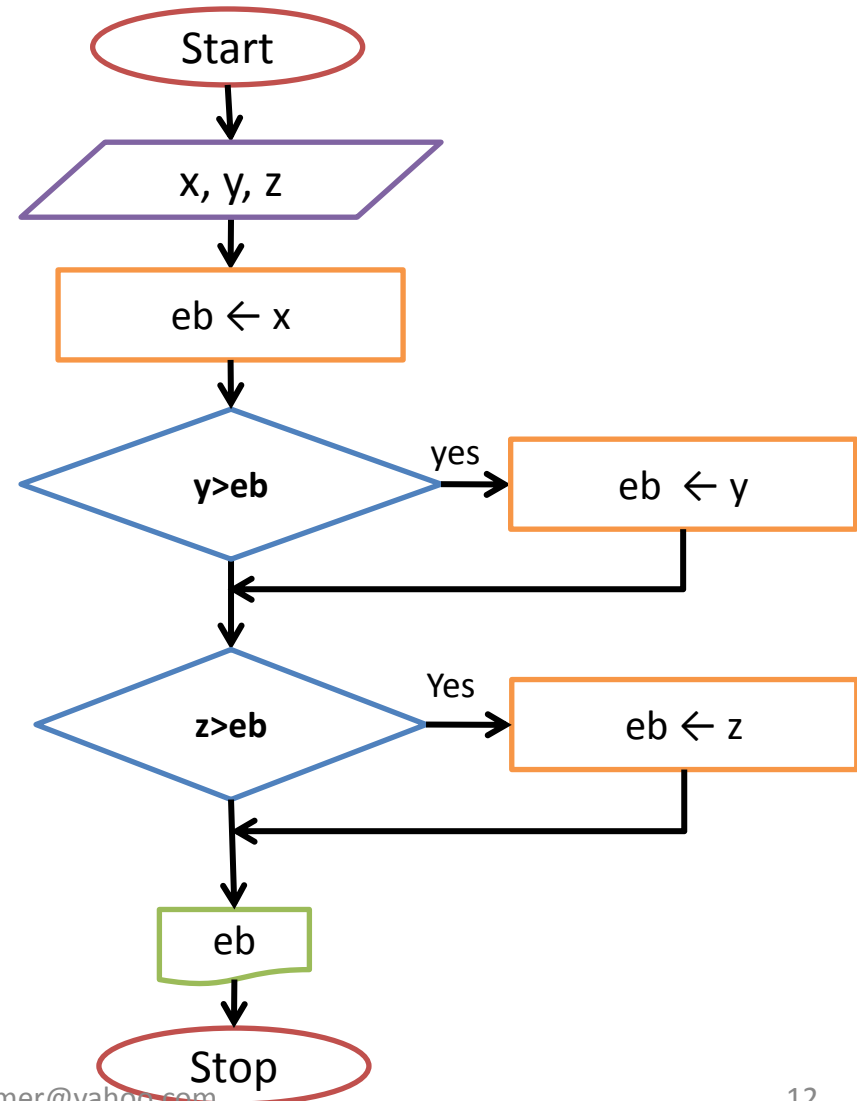 Start
x, y, z
eb ← x
y>eb
yes
eb ← y
z>eb
Yes
eb ← z
eb
Stop
12